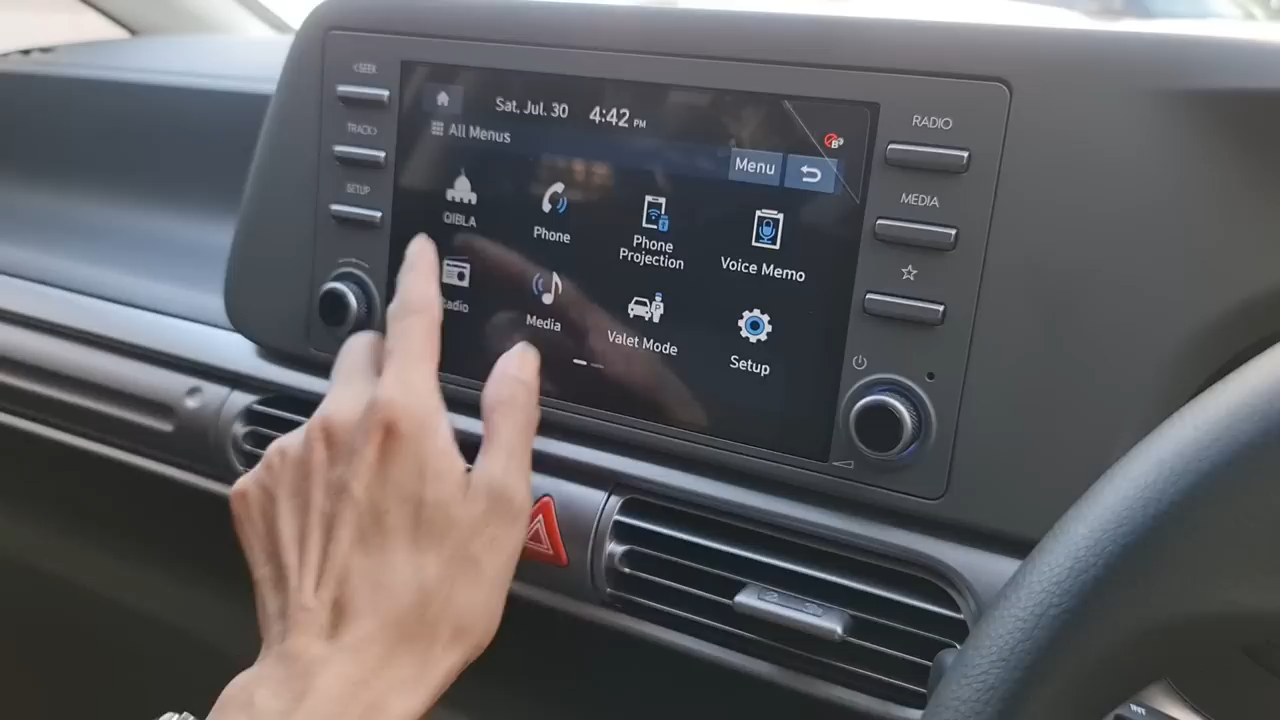 <SEEK
TRACK>
SETUP
Sat, Jul. 30 4:42 PM
All Menus
Menu
QIBLA
Phone
Phone
Projection
Voice Memo
Media
Valet Mode
Setup
RADIO
MEDIA